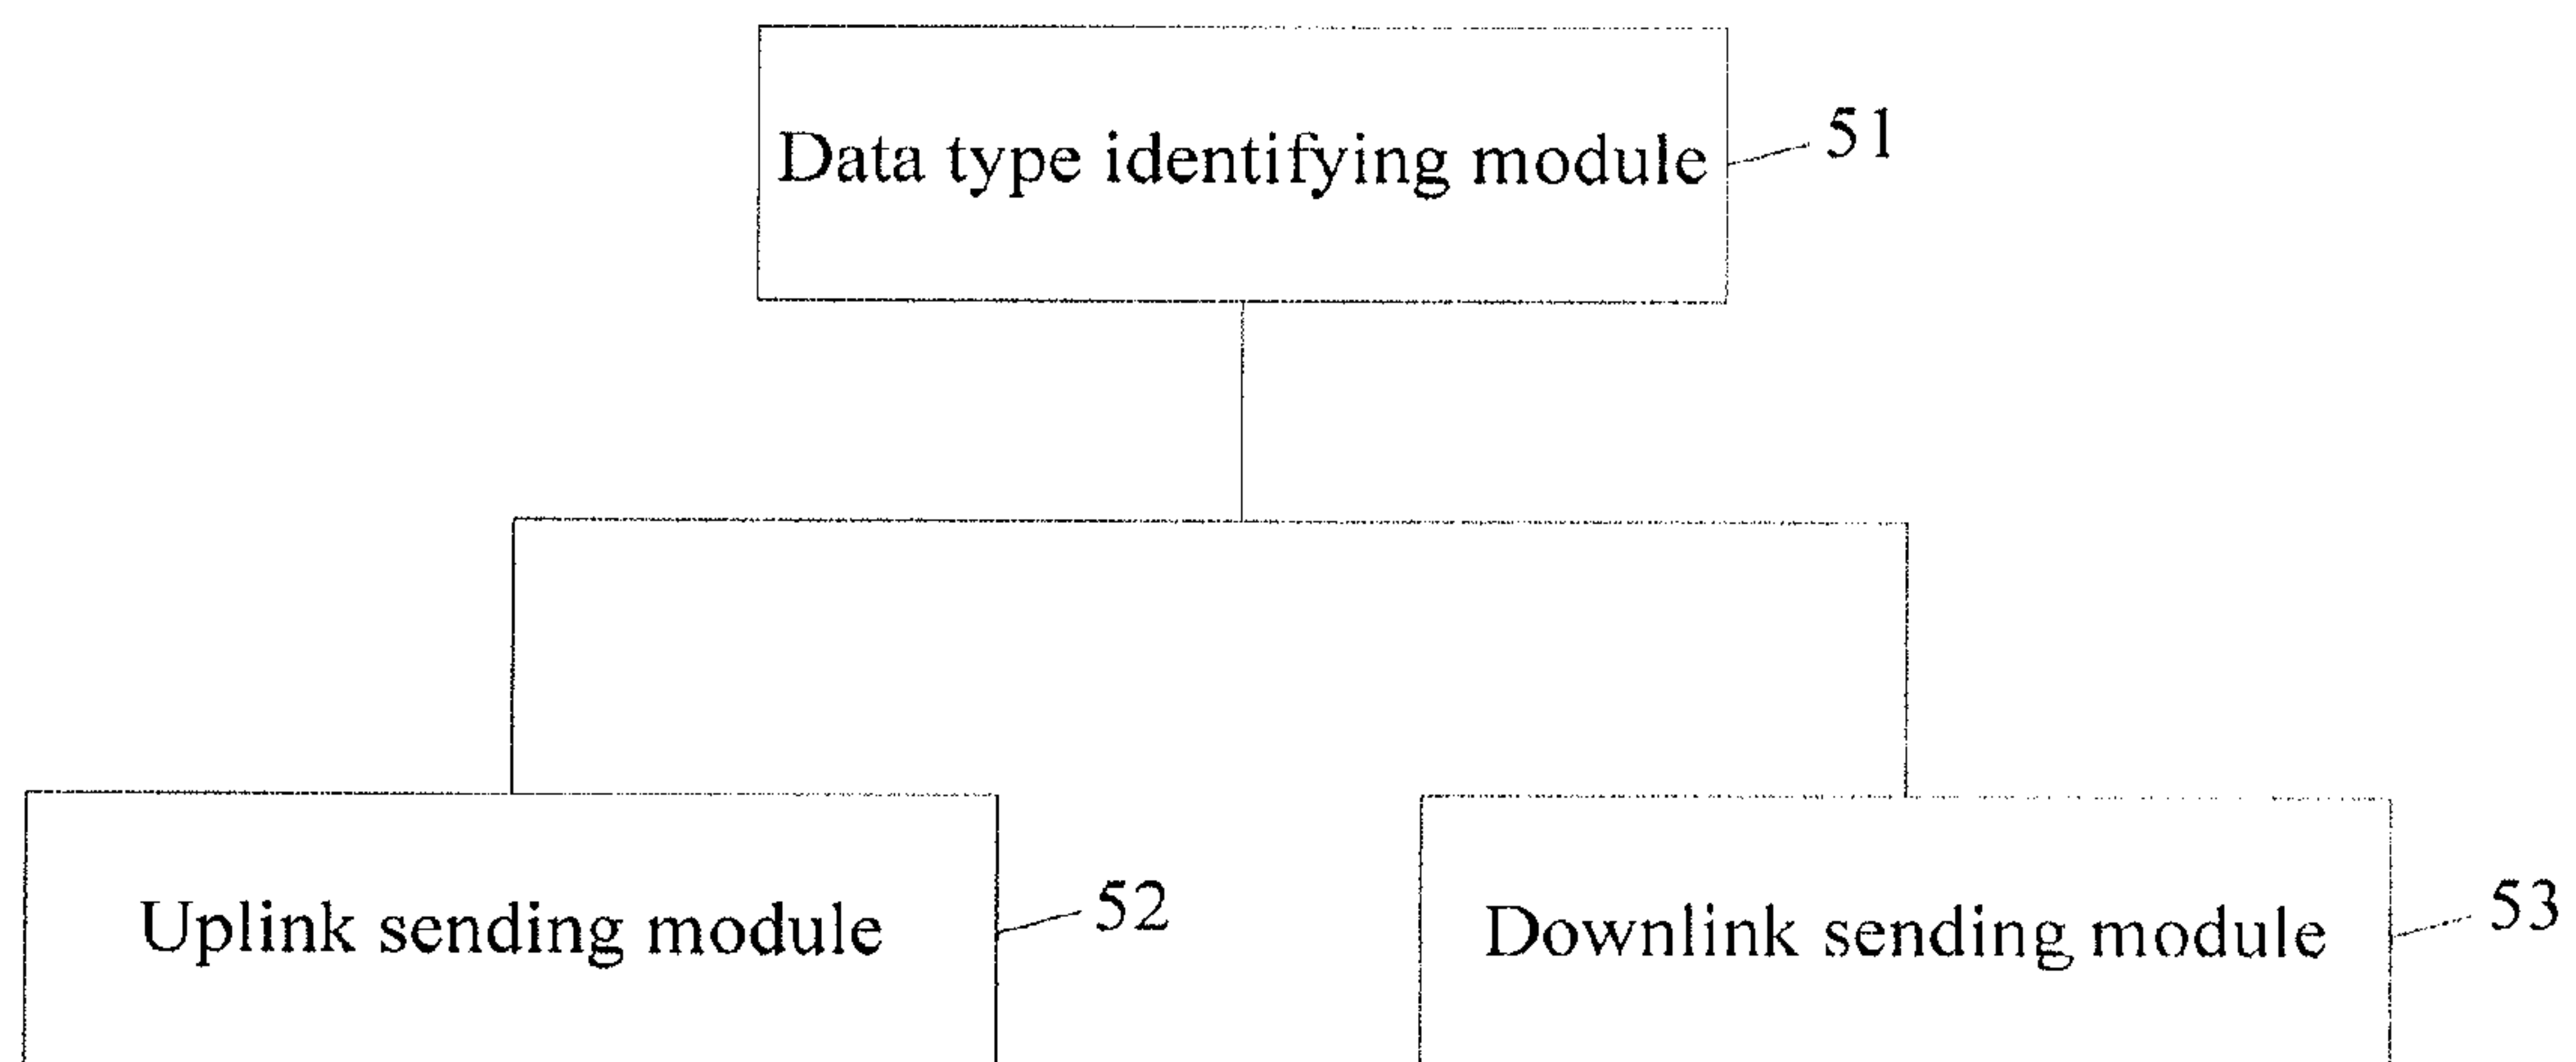 Data type identifying module
51
Uplink sending module
52
Downlink sending module
53